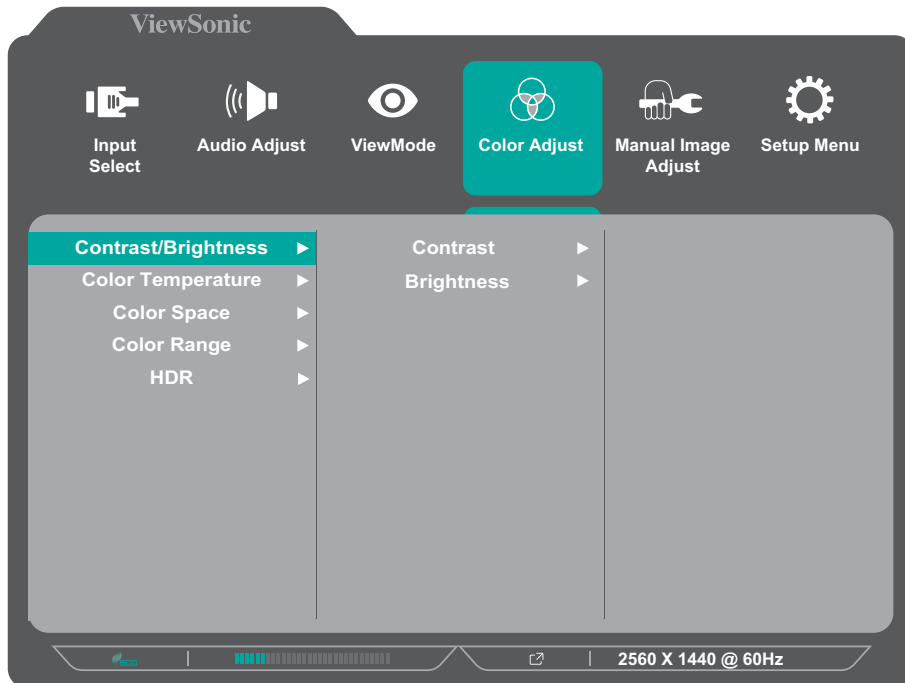 ViewSonic
Input Select
Audio Adjust
ViewMode
Color Adjust
Manual Image Adjust
Setup Menu
Contrast/Brightness
Color Temperature
Color Space
Color Range
HDR
Contrast
Brightness
eco
2560 X 1440 @ 60Hz